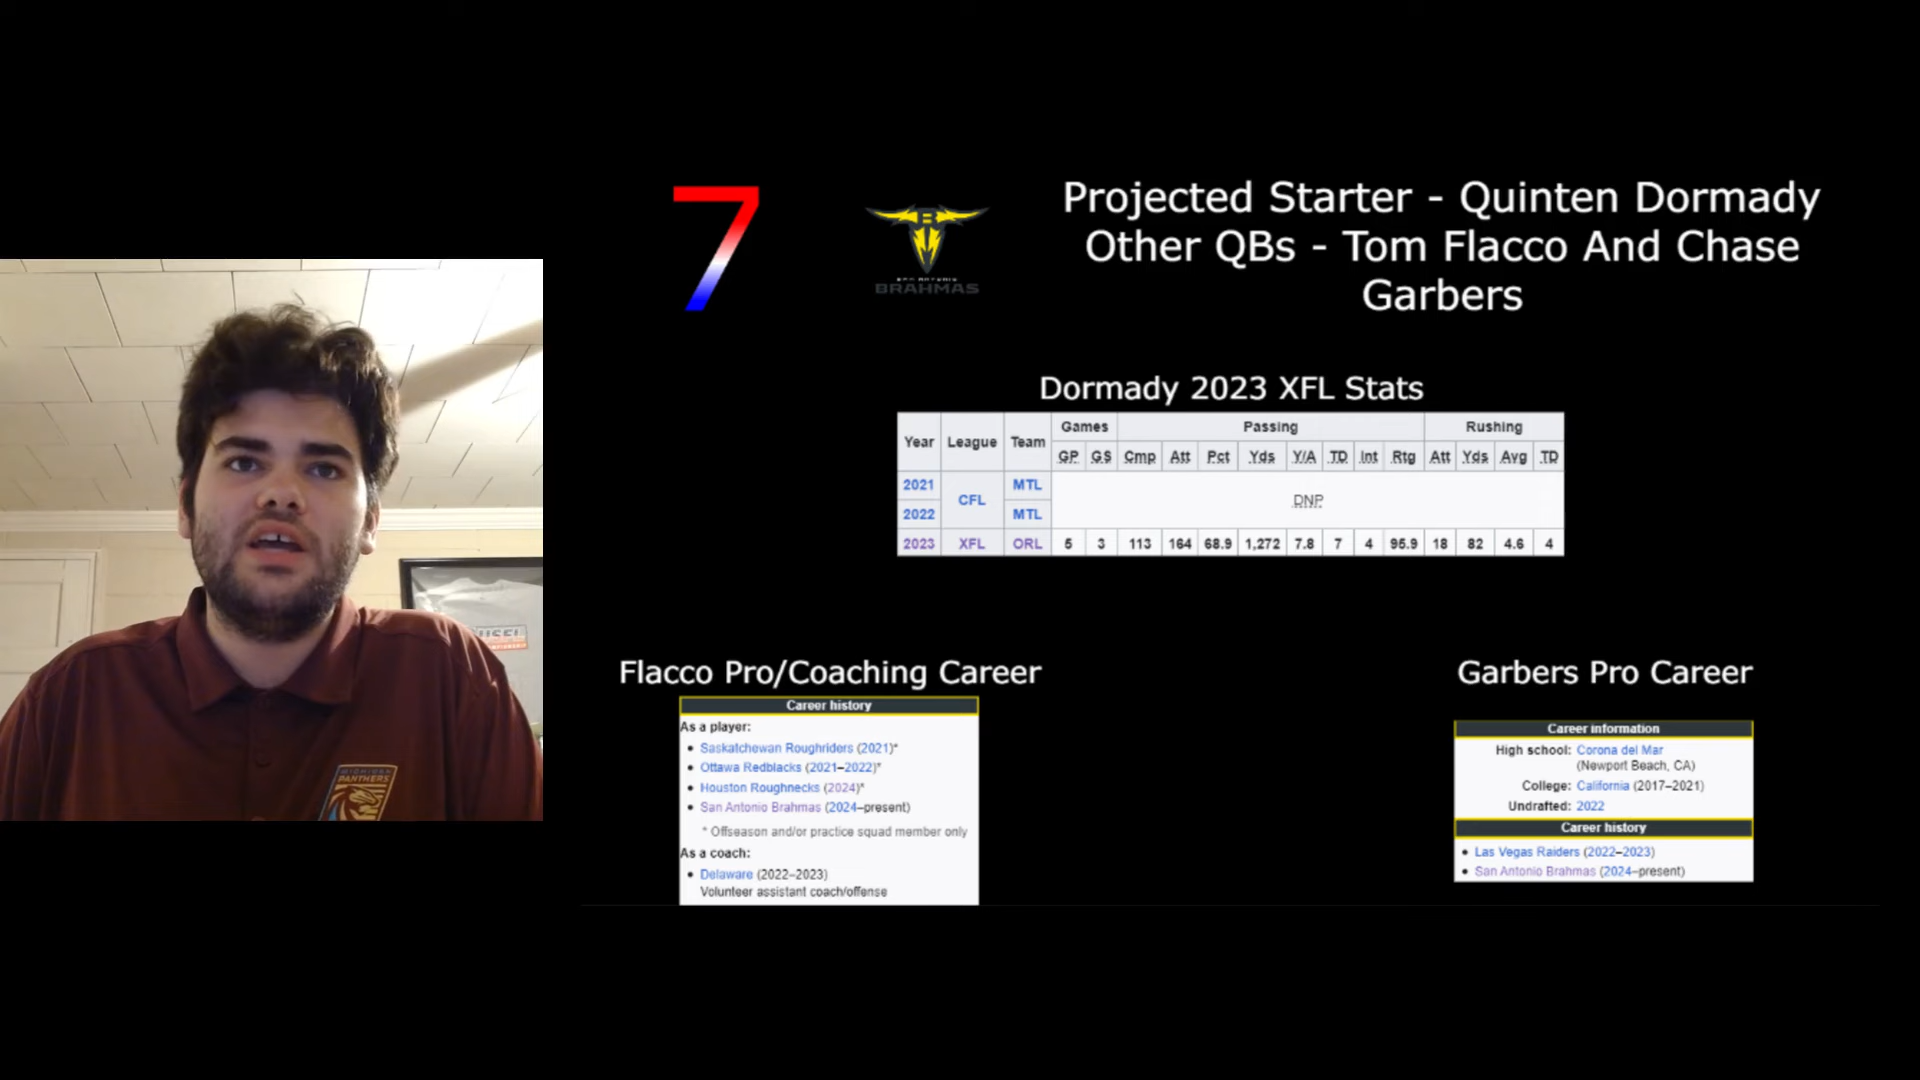 7
BRAHMAS
Projected Starter - Quinten Dormady
Other QBs - Tom Flacco And Chase
Garbers
Dormady 2023 XFL Stats
Year League Team Games Passing Rushing
GP GS Cmp Att Pct Yds Y/A TD Int Rtg Att Yds Avg TD
2021 CFL MTL DNP
2022 MTL
2023 XFL ORL 5 3 113 164 68.9 1,272 7.8 7 4 95.9 18 82 4.6 4
USFL
MICHIGAN
PANTHERS
Flacco Pro/Coaching Career
Career history
As a player:
• Saskatchewan Roughriders (2021)*
• Ottawa Redblacks (2021–2022)*
• Houston Roughnecks (2024)*
• San Antonio Brahmas (2024–present)
* Offseason and/or practice squad member only
As a coach:
• Delaware (2022–2023)
Volunteer assistant coach/offense
Garbers Pro Career
Career information
High school: Corona del Mar
(Newport Beach, CA)
College: California (2017–2021)
Undrafted: 2022
Career history
• Las Vegas Raiders (2022–2023)
• San Antonio Brahmas (2024–present)